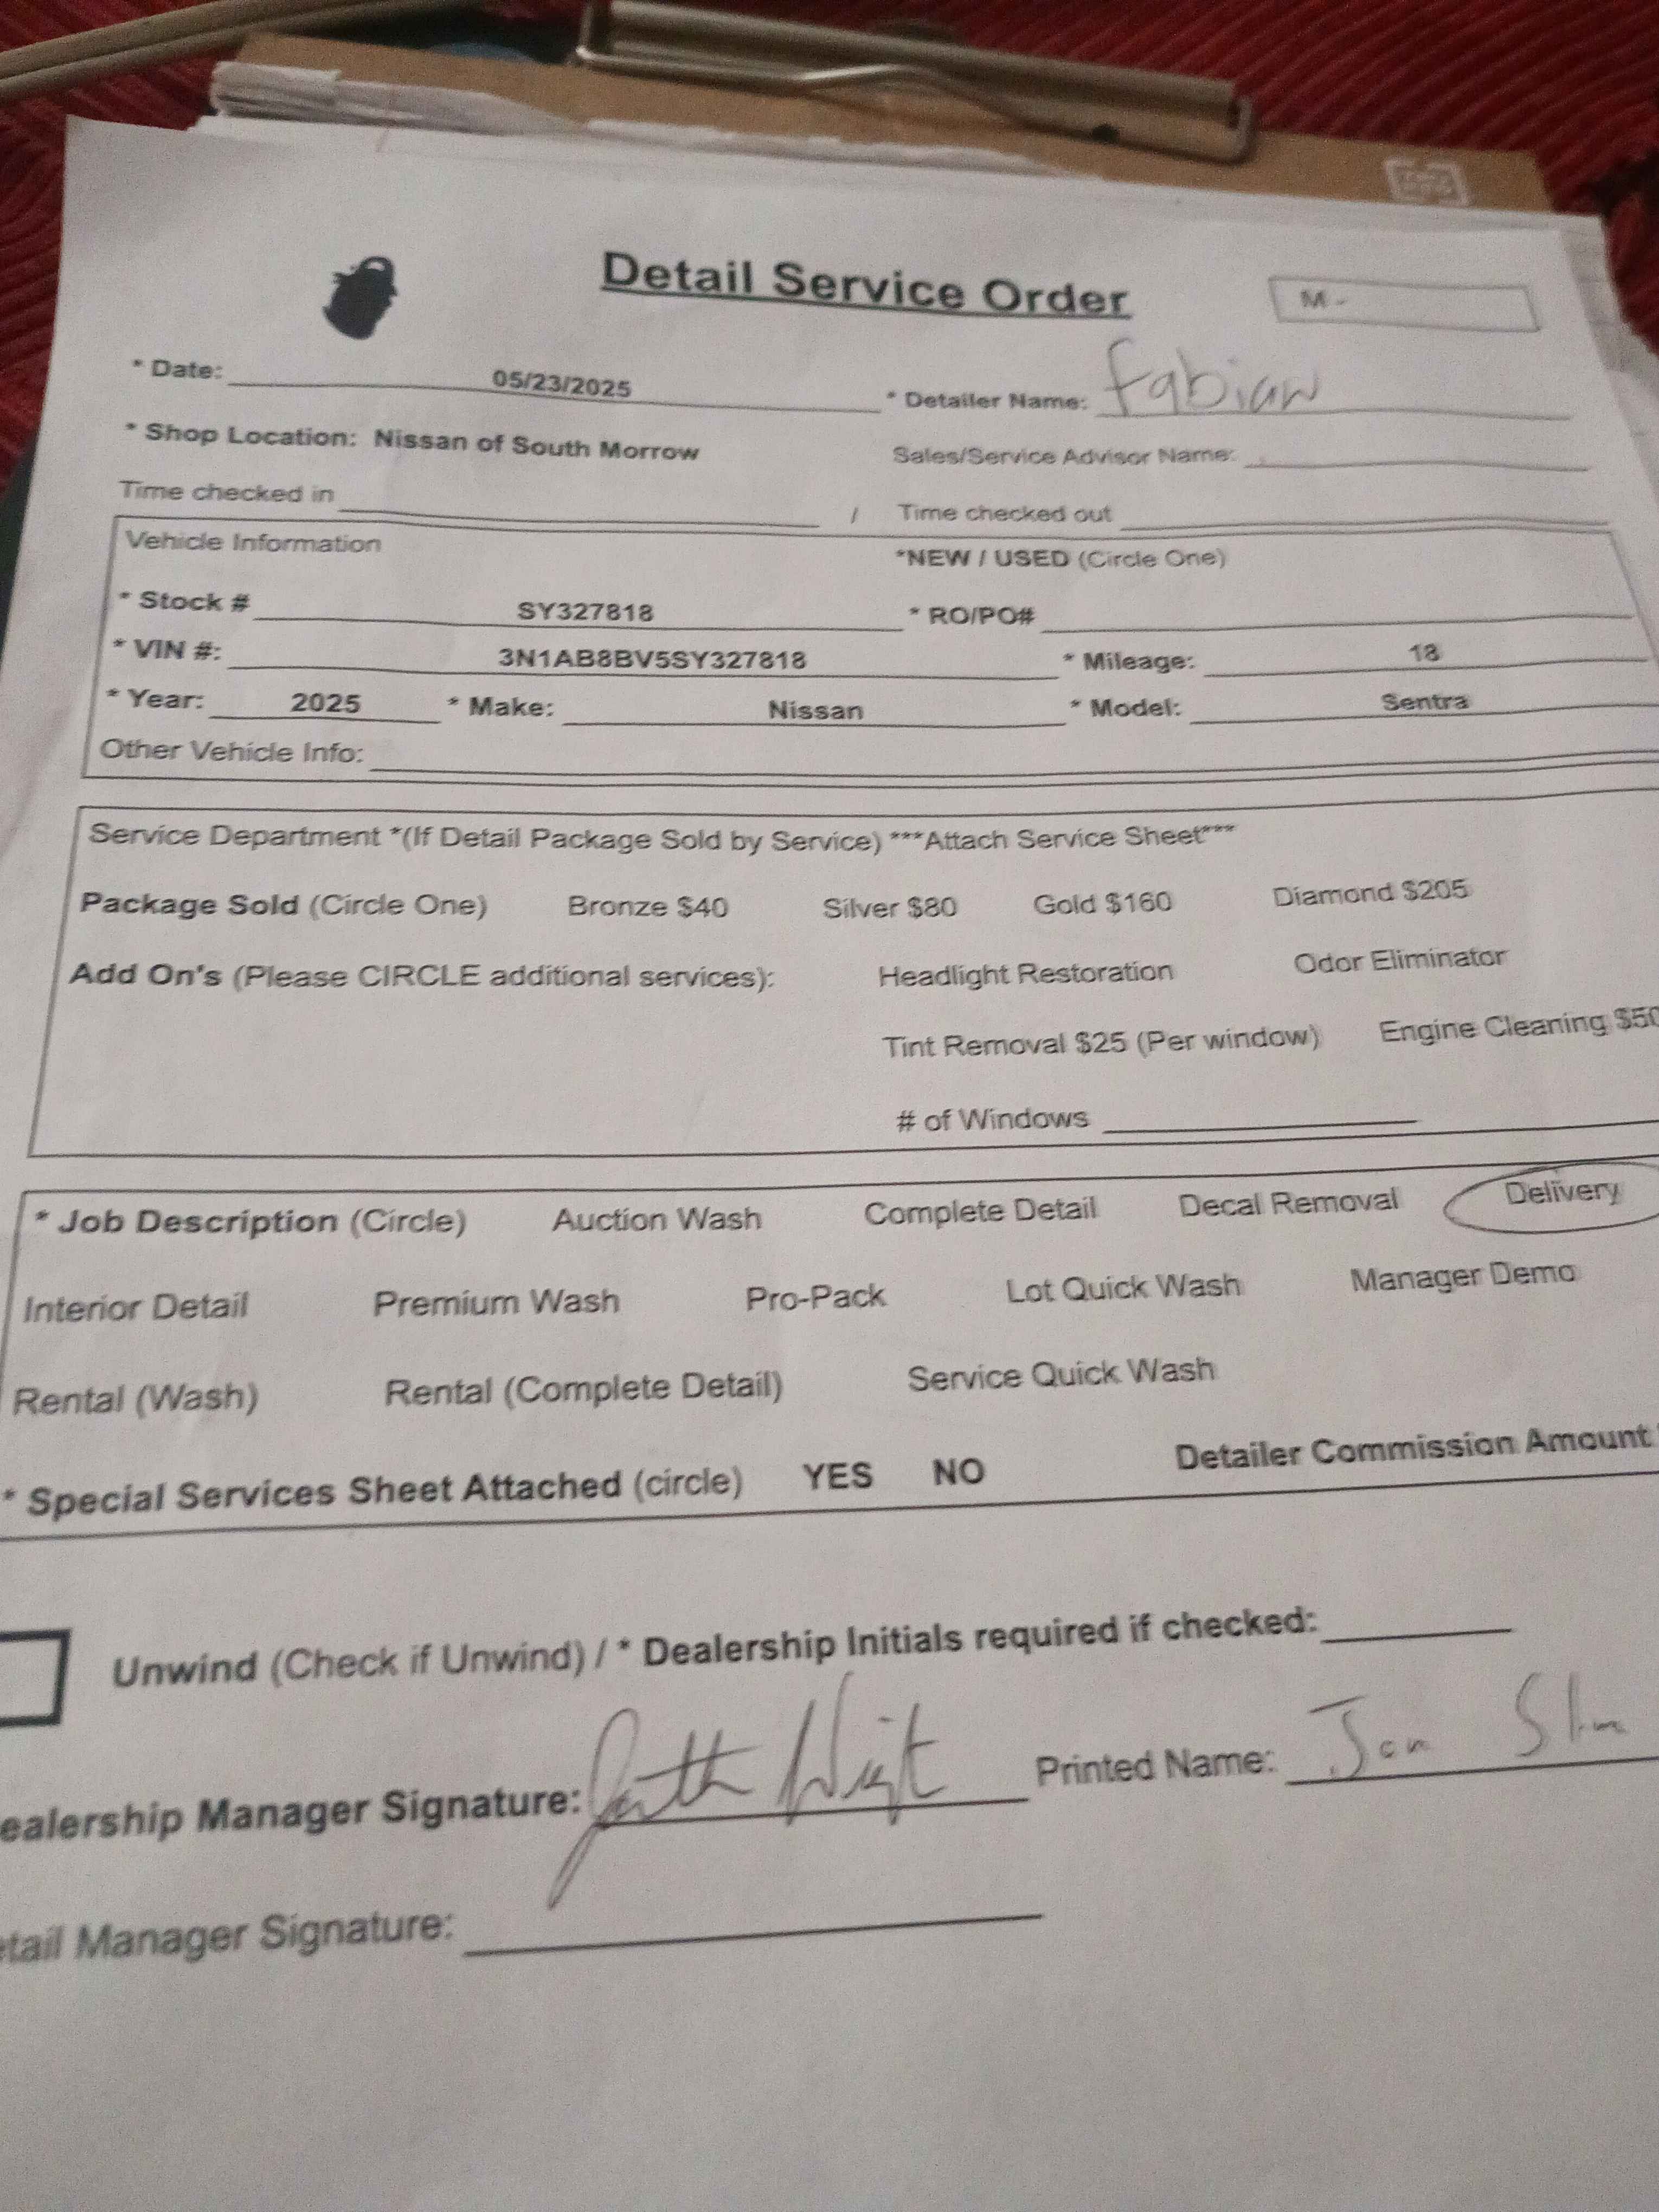 Detail Service Order
M -
* Date: 05/23/2025 * Detailer Name: Fabian
* Shop Location: Nissan of South Morrow Sales/Service Advisor Name:
Time checked in / Time checked out
Vehicle Information *NEW / USED (Circle One)
* Stock # SY327818 * RO/PO#
* VIN #: 3N1AB8BV5SY327818 * Mileage: 18
* Year: 2025 * Make: Nissan * Model: Sentra
Other Vehicle Info:
Service Department *(If Detail Package Sold by Service) ***Attach Service Sheet***
Package Sold (Circle One) Bronze $40 Silver $80 Gold $160 Diamond $205
Add On's (Please CIRCLE additional services): Headlight Restoration Odor Eliminator
Tint Removal $25 (Per window) Engine Cleaning $50
# of Windows
* Job Description (Circle) Auction Wash Complete Detail Decal Removal Delivery
Interior Detail Premium Wash Pro-Pack Lot Quick Wash Manager Demo
Rental (Wash) Rental (Complete Detail) Service Quick Wash
* Special Services Sheet Attached (circle) YES NO Detailer Commission Amount
Unwind (Check if Unwind) / * Dealership Initials required if checked:
ealership Manager Signature: Printed Name: Jon
etail Manager Signature: